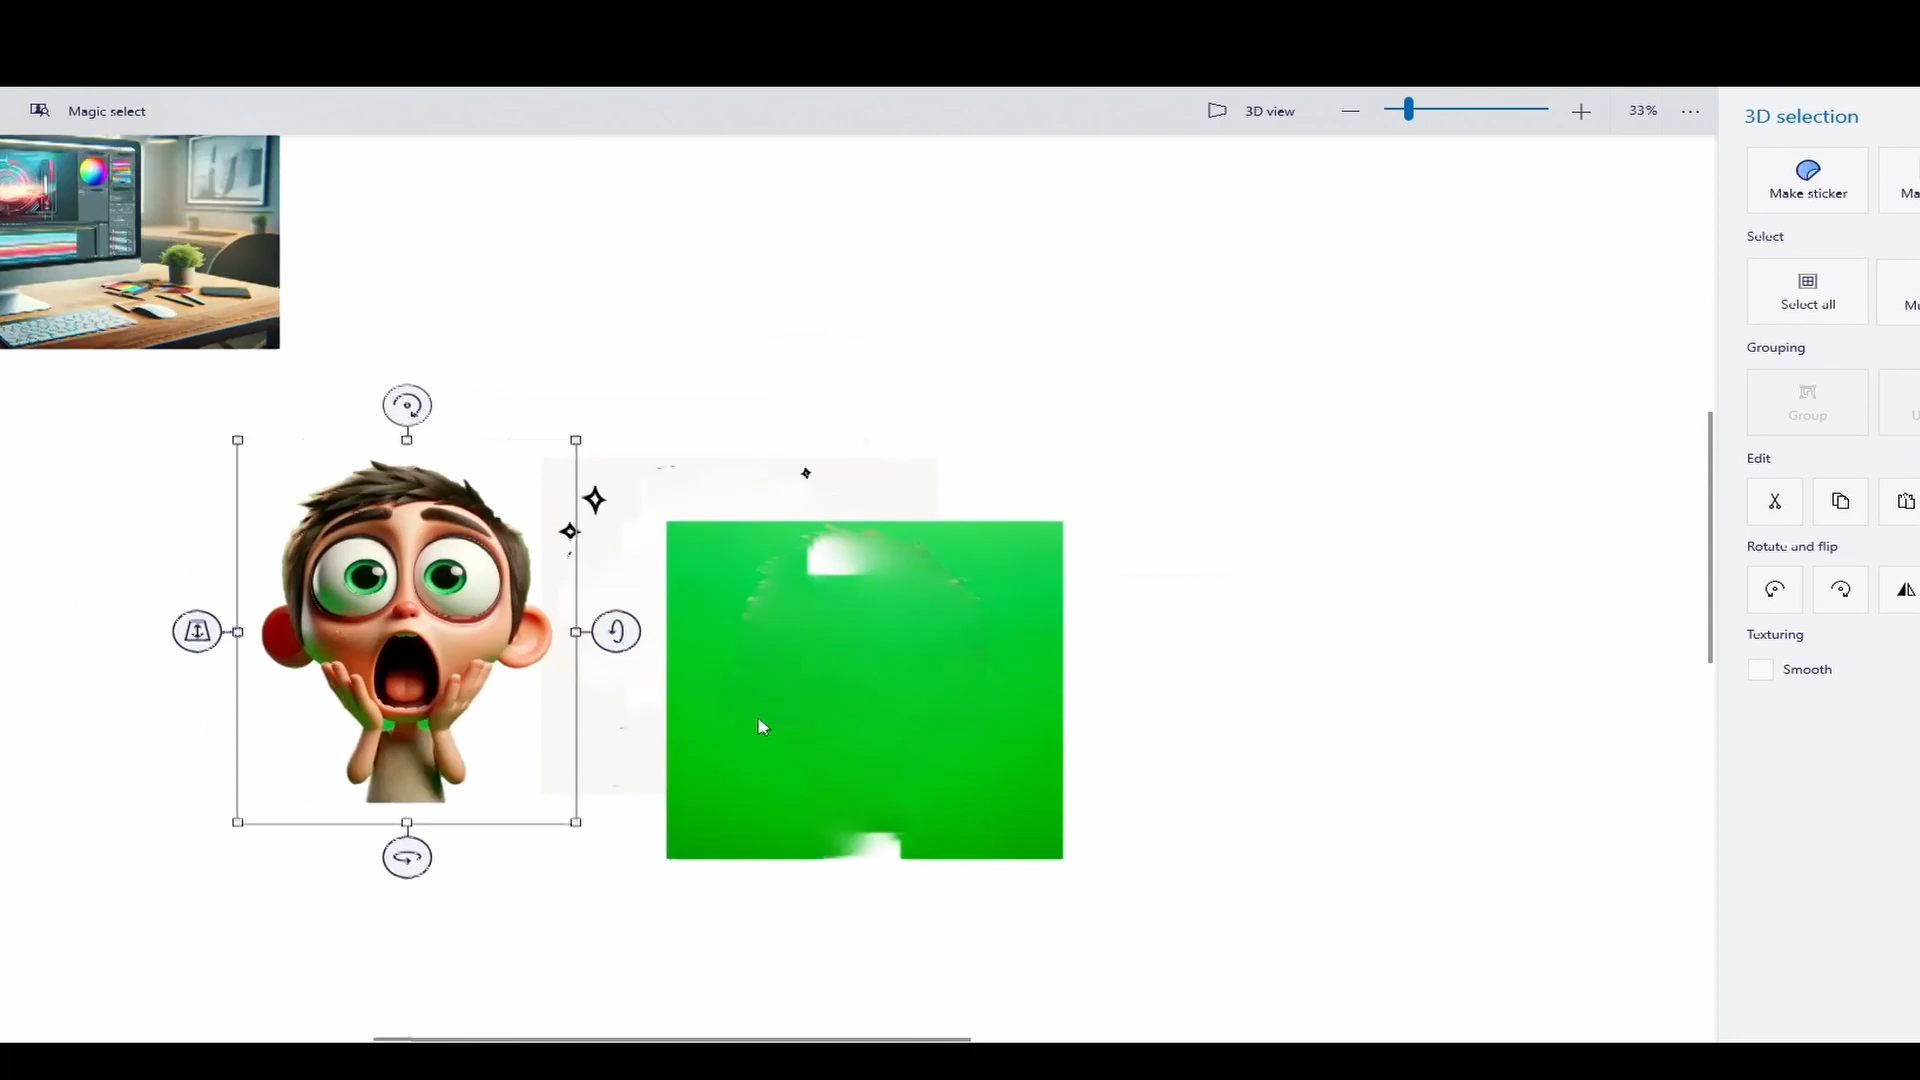 Magic select
3D view
33%
3D selection
Make sticker
Select
Select all
Grouping
Group
Edit
Rotate and flip
Texturing
Smooth